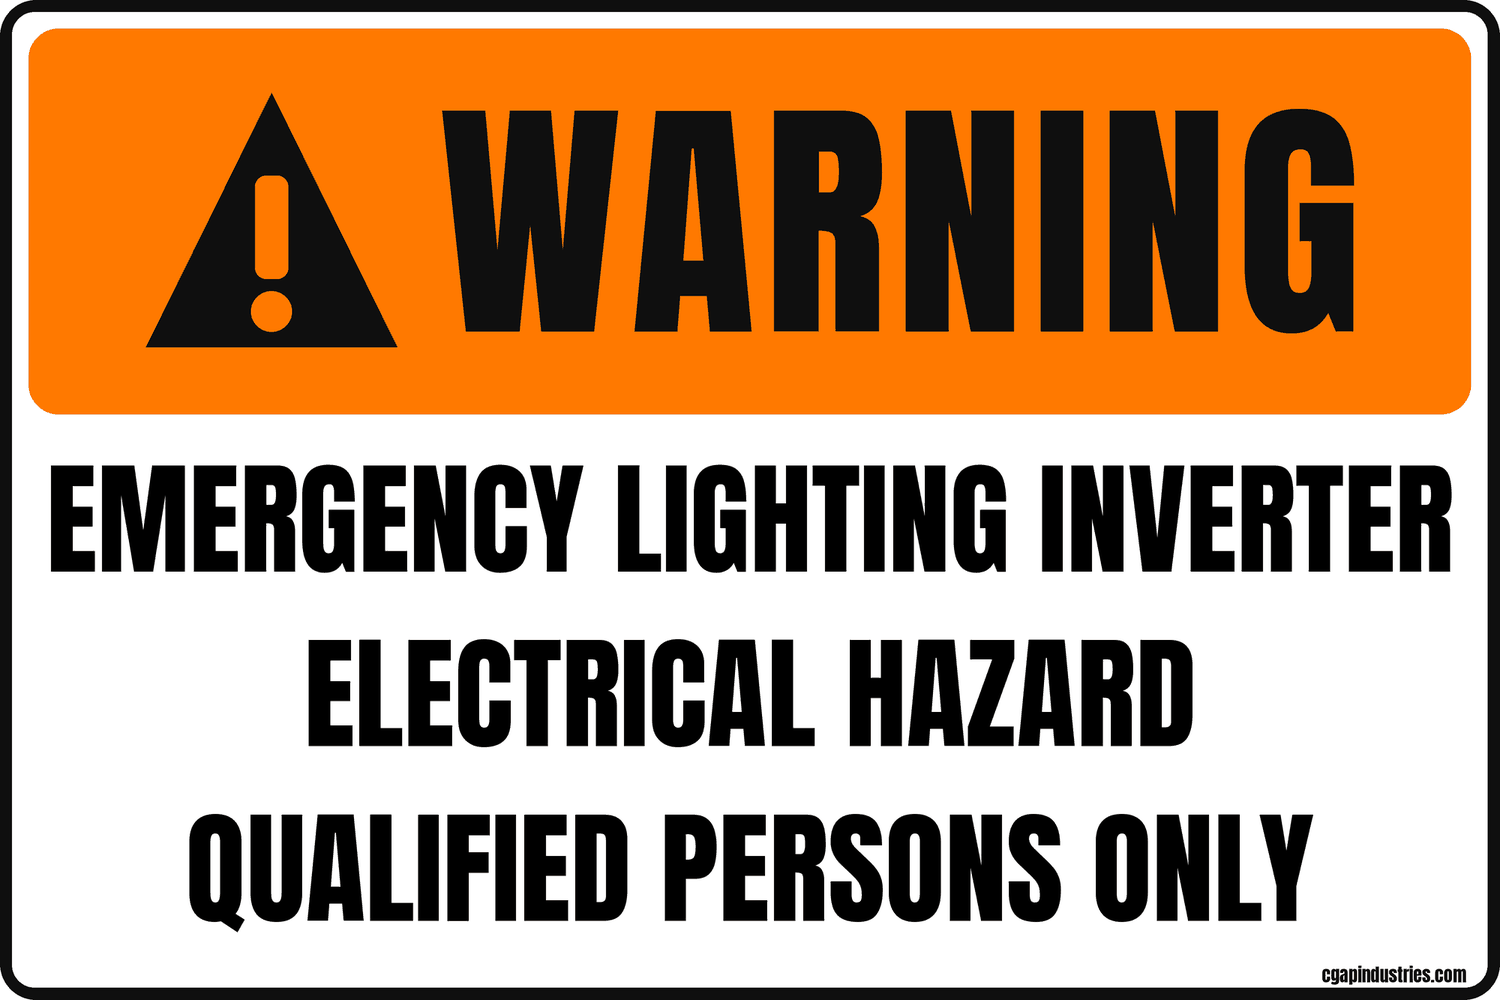 WARNING
EMERGENCY LIGHTING INVERTER
ELECTRICAL HAZARD
QUALIFIED PERSONS ONLY
cgapindustries.com